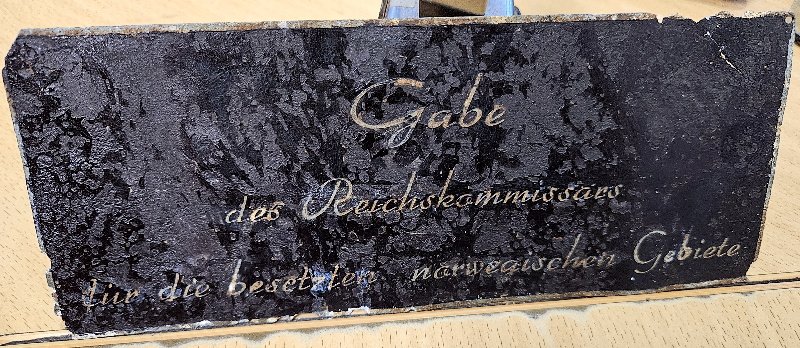 Gabe
des Reichskommissars
für die besetzten norwegischen Gebiete